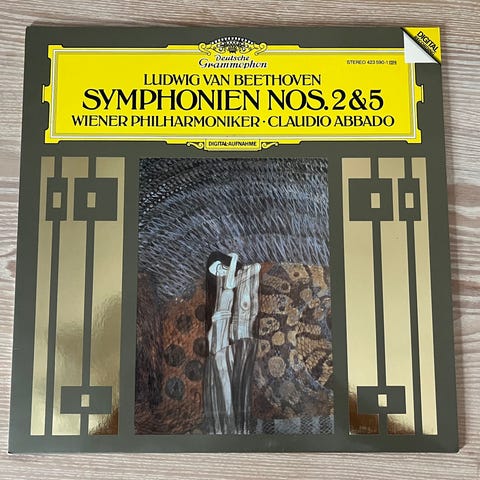 Deutsche
Grammophon
DIGITAL
STEREO 423 590-1
LUDWIG VAN BEETHOVEN
SYMPHONIEN NOS. 2&5
WIENER PHILHARMONIKER · CLAUDIO ABBADO
DIGITAL-AUFNAHME